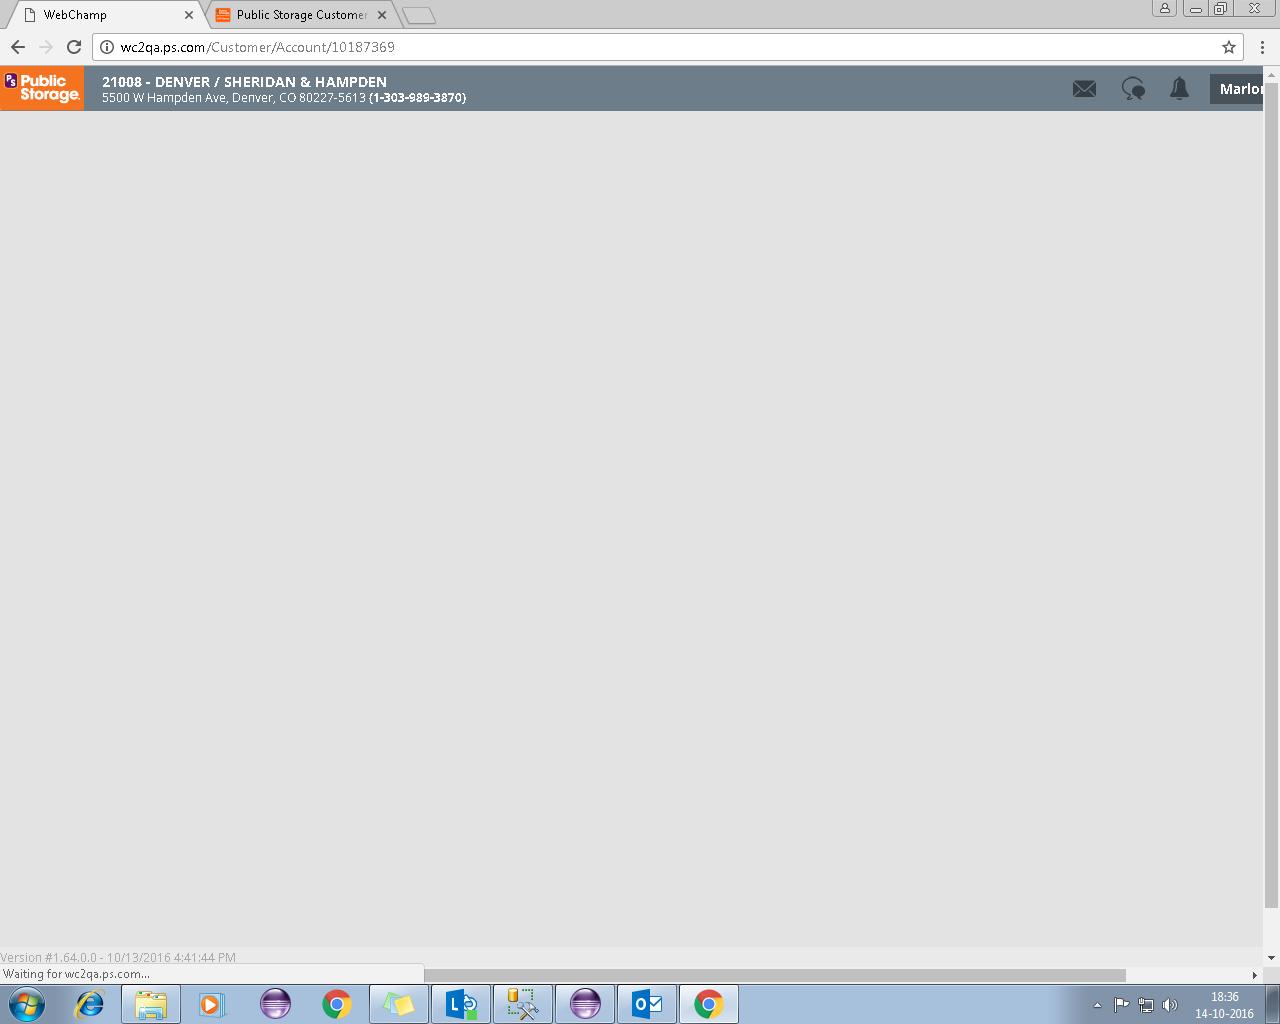 WebChamp
Public Storage Customer
wc2qa.ps.com/Customer/Account/10187369
PS Public Storage.
21008 - DENVER / SHERIDAN & HAMPDEN
5500 W Hampden Ave, Denver, CO 80227-5613 (1-303-989-3870)
Marlo
Version #1.64.0.0 - 10/13/2016 4:41:44 PM
Waiting for wc2qa.ps.com...
18:36
14-10-2016